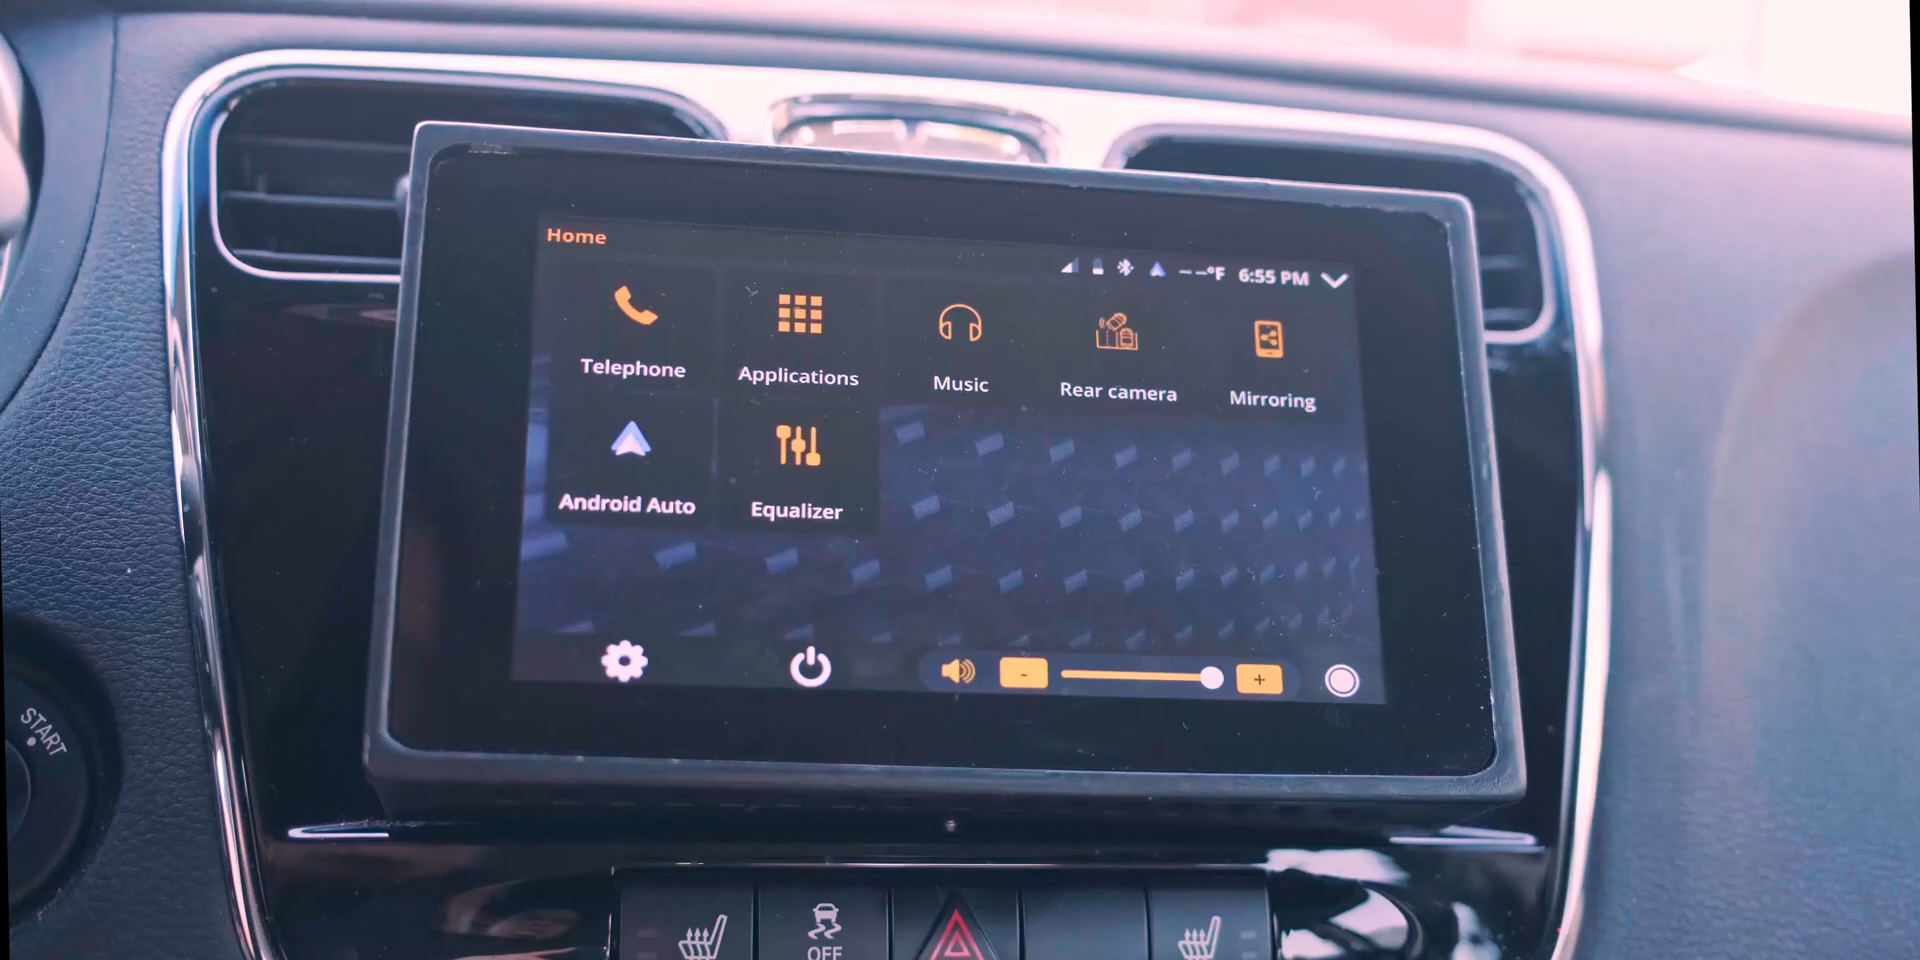 Home
--°F 6:55 PM
Telephone
Applications
Music
Rear camera
Mirroring
Android Auto
Equalizer
-
+
START
OFF